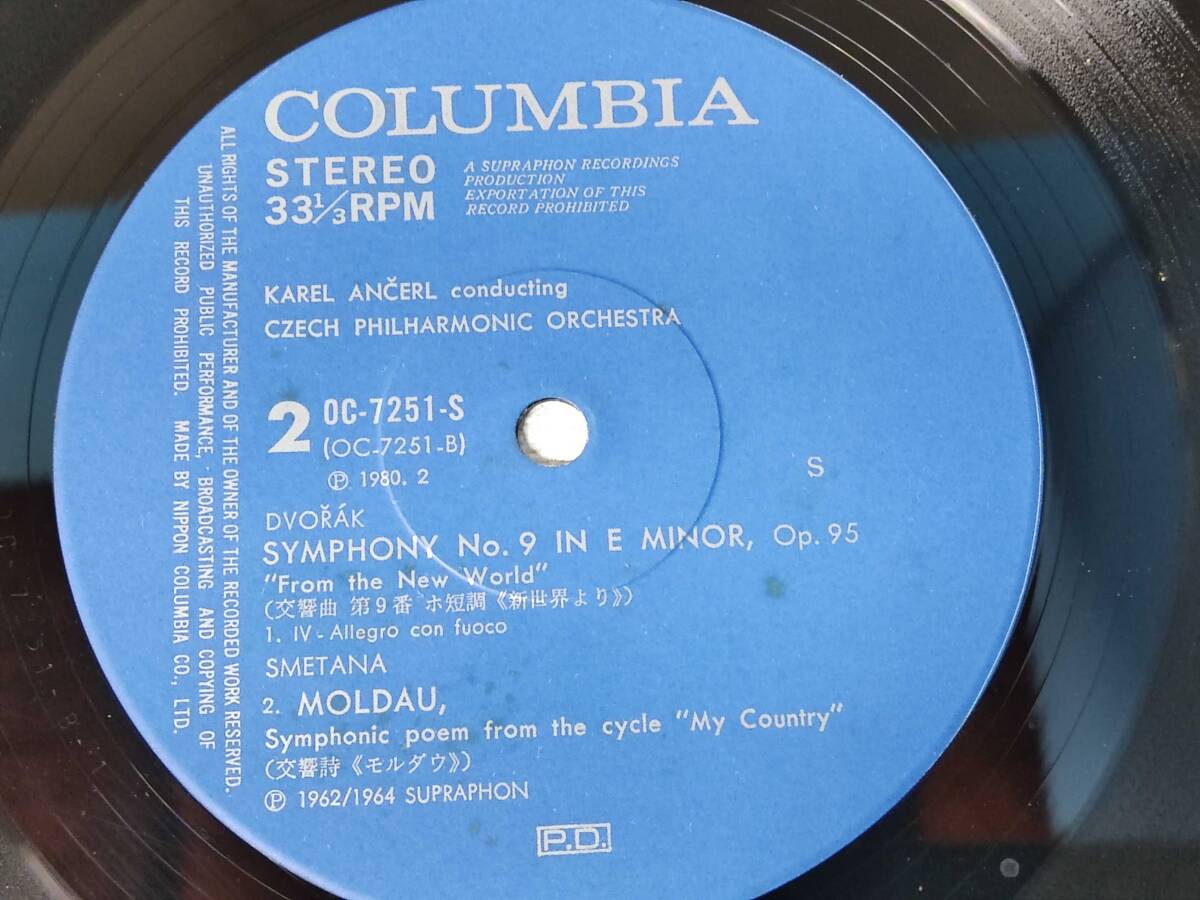 COLUMBIA
STEREO
33⅓RPM
A SUPRAPHON RECORDINGS
PRODUCTION
EXPORTATION OF THIS
RECORD PROHIBITED
ALL RIGHTS OF THE MANUFACTURER AND OF THE OWNER OF THE RECORDED WORK RESERVED.
UNAUTHORIZED PUBLIC PERFORMANCE, BROADCASTING AND COPYING OF
THIS RECORD PROHIBITED. MADE BY NIPPON COLUMBIA CO., LTD.
KAREL ANČERL conducting
CZECH PHILHARMONIC ORCHESTRA
2 OC-7251-S
(OC-7251-B)
Ⓟ 1980. 2
S
DVOŘÁK
SYMPHONY No. 9 IN E MINOR, Op. 95
"From the New World"
(交響曲 第9番 ホ短調《新世界より》)
1. IV - Allegro con fuoco
SMETANA
2. MOLDAU,
Symphonic poem from the cycle "My Country"
(交響詩《モルダウ》)
Ⓟ 1962/1964 SUPRAPHON
P.D.